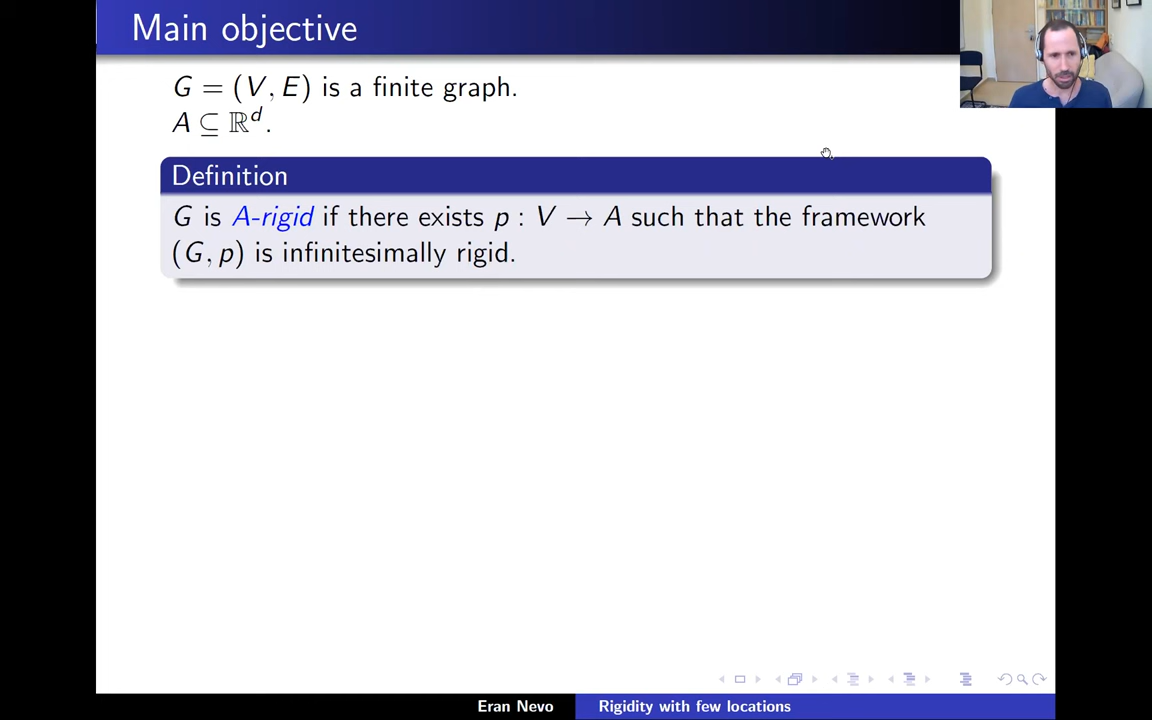 Main objective
G = (V, E) is a finite graph.
A ⊆ ℝᵈ.
Definition
G is A-rigid if there exists p : V → A such that the framework
(G, p) is infinitesimally rigid.
Eran Nevo
Rigidity with few locations